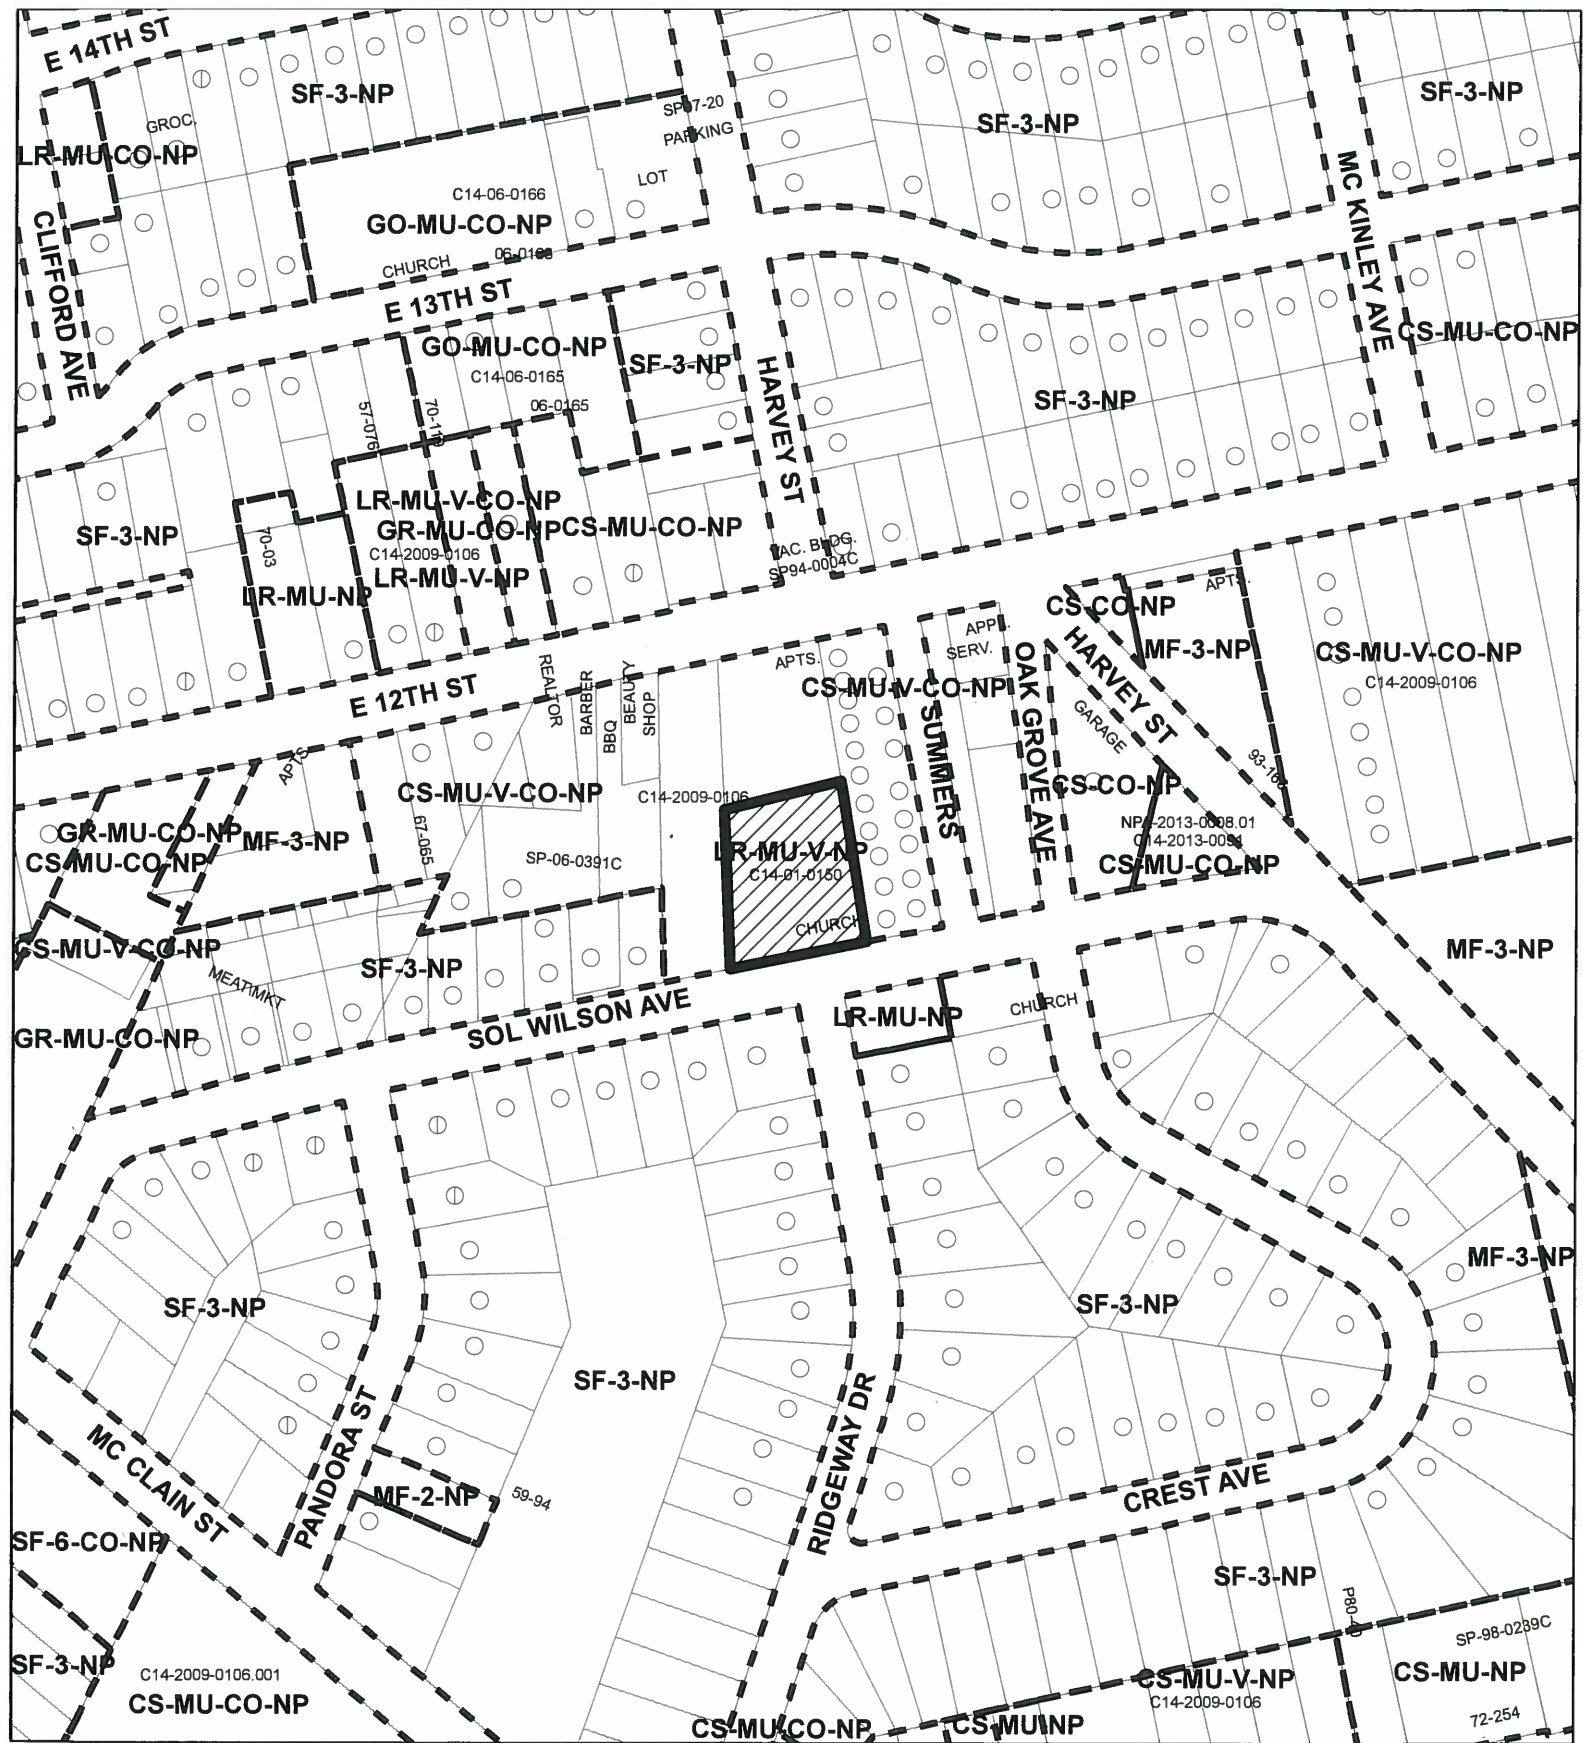 E 14TH ST
SF-3-NP
SF-3-NP
SF-3-NP
GROC.
LR-MU-CO-NP
SP97-20
PARKING
LOT
C14-06-0166
GO-MU-CO-NP
CHURCH
CLIFFORD AVE
MC KINLEY AVE
E 13TH ST
GO-MU-CO-NP
C14-06-0165
06-0165
SF-3-NP
HARVEY ST
CS-MU-CO-NP
SF-3-NP
57-076
SF-3-NP
70-03
LR-MU-NP
LR-MU-V-CO-NP
GR-MU-CO-NP
C14-2009-0106
LR-MU-V-NP
CS-MU-CO-NP
BLDG.
SP94-0004C
CS-CO-NP
APTS.
MF-3-NP
CS-MU-V-CO-NP
C14-2009-0106
E 12TH ST
REALTOR
BARBER
BBQ
BEAUTY
SHOP
APTS.
SERV.
CS-MU-V-CO-NP
SUMMERS
OAK GROVE AVE
HARVEY ST
GARAGE
APTS
CS-MU-V-CO-NP
C14-2009-0106
CS-CO-NP
GR-MU-CO-NP
CS-MU-CO-NP
MF-3-NP
67-065
SP-06-0391C
LR-MU-V-NP
C14-01-0150
CHURCH
C14-2013-0091
CS-MU-CO-NP
CS-MU-V-CO-NP
MEAT MKT
SF-3-NP
MF-3-NP
GR-MU-CO-NP
SOL WILSON AVE
LR-MU-NP
CHURCH
SF-3-NP
SF-3-NP
SF-3-NP
MF-3-NP
MC CLAIN ST
PANDORA ST
RIDGEWAY DR
CREST AVE
MF-2-NP
59-94
SF-6-CO-NP
SF-3-NP
SF-3-NP
C14-2009-0106.001
CS-MU-CO-NP
CS-MU-CO-NP
CS-MU-NP
CS-MU-V-NP
C14-2009-0106
SP-98-0239C
CS-MU-NP
72-254